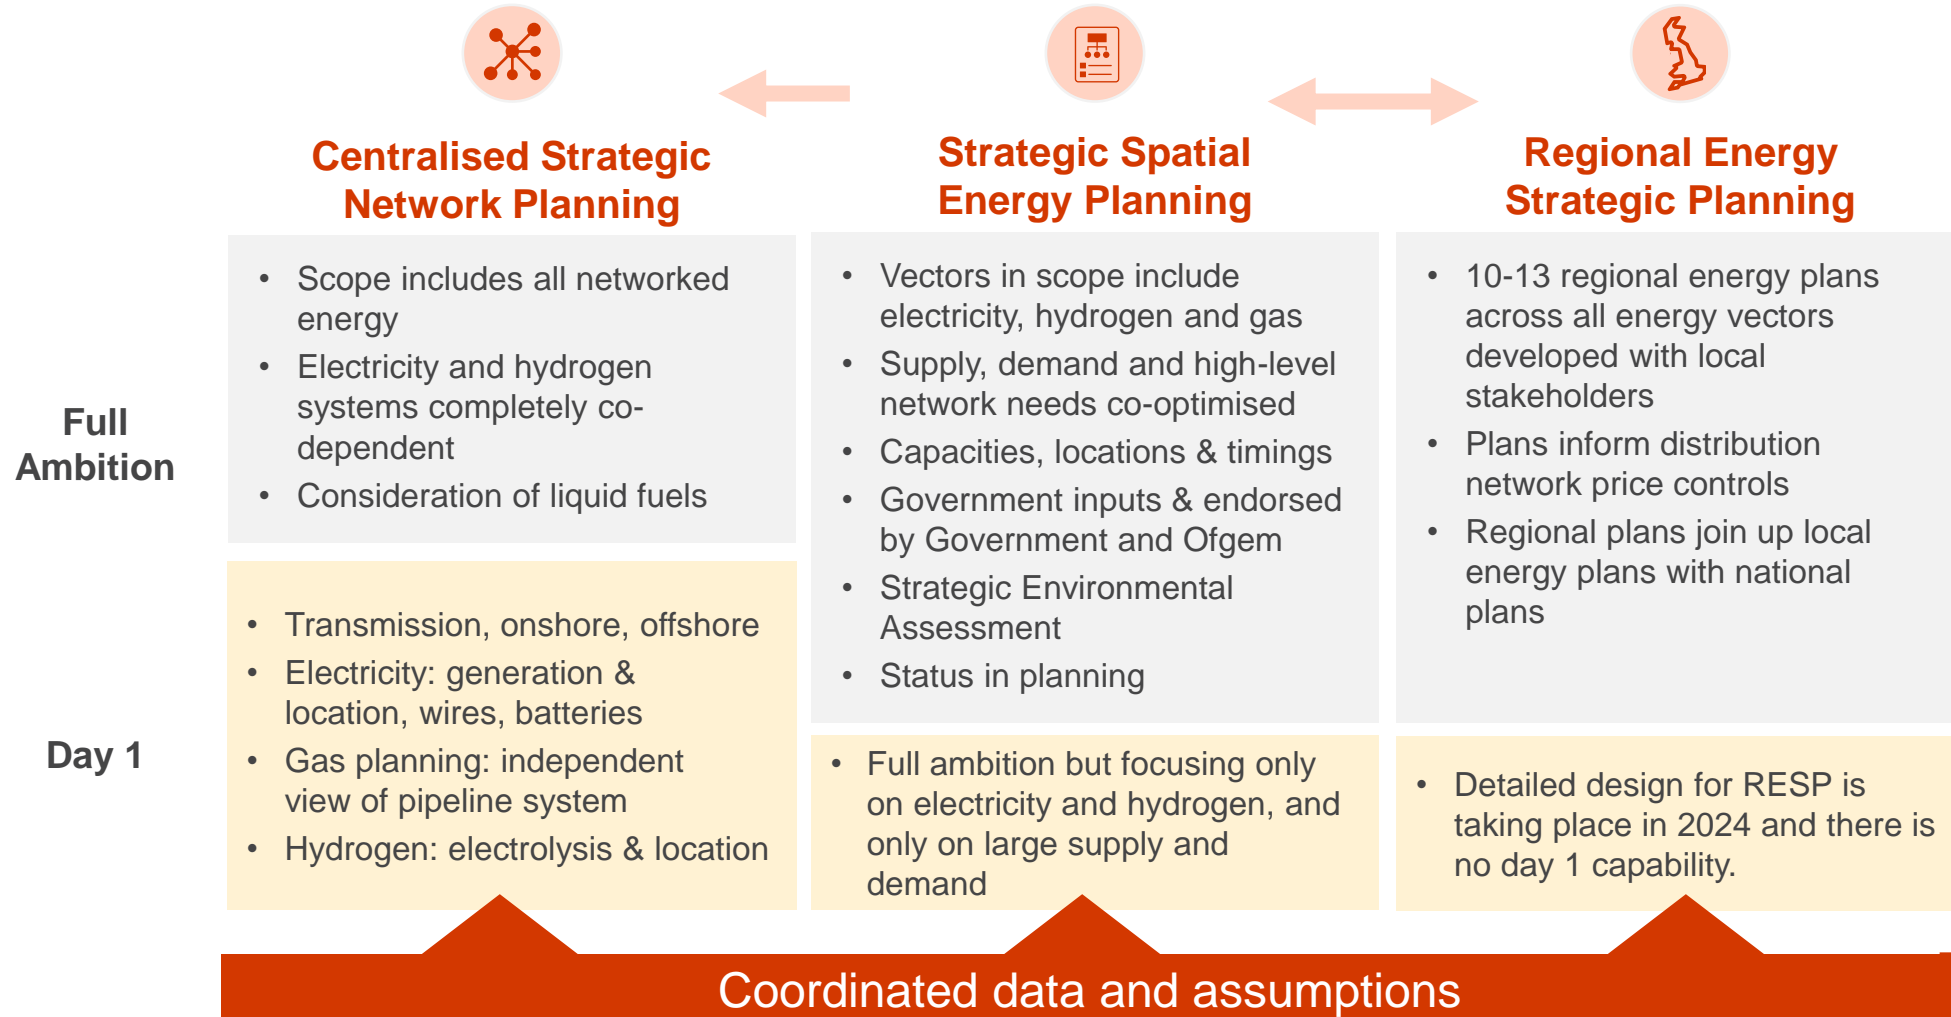 Centralised Strategic
Network Planning
Strategic Spatial
Energy Planning
Regional Energy
Strategic Planning
Full
Ambition
• Scope includes all networked
energy
• Electricity and hydrogen
systems completely co-
dependent
• Consideration of liquid fuels
• Vectors in scope include
electricity, hydrogen and gas
• Supply, demand and high-level
network needs co-optimised
• Capacities, locations & timings
• Government inputs & endorsed
by Government and Ofgem
• Strategic Environmental
Assessment
• Status in planning
• 10-13 regional energy plans
across all energy vectors
developed with local
stakeholders
• Plans inform distribution
network price controls
• Regional plans join up local
energy plans with national
plans
Day 1
• Transmission, onshore, offshore
• Electricity: generation &
location, wires, batteries
• Gas planning: independent
view of pipeline system
• Hydrogen: electrolysis & location
• Full ambition but focusing only
on electricity and hydrogen, and
only on large supply and
demand
• Detailed design for RESP is
taking place in 2024 and there is
no day 1 capability.
Coordinated data and assumptions